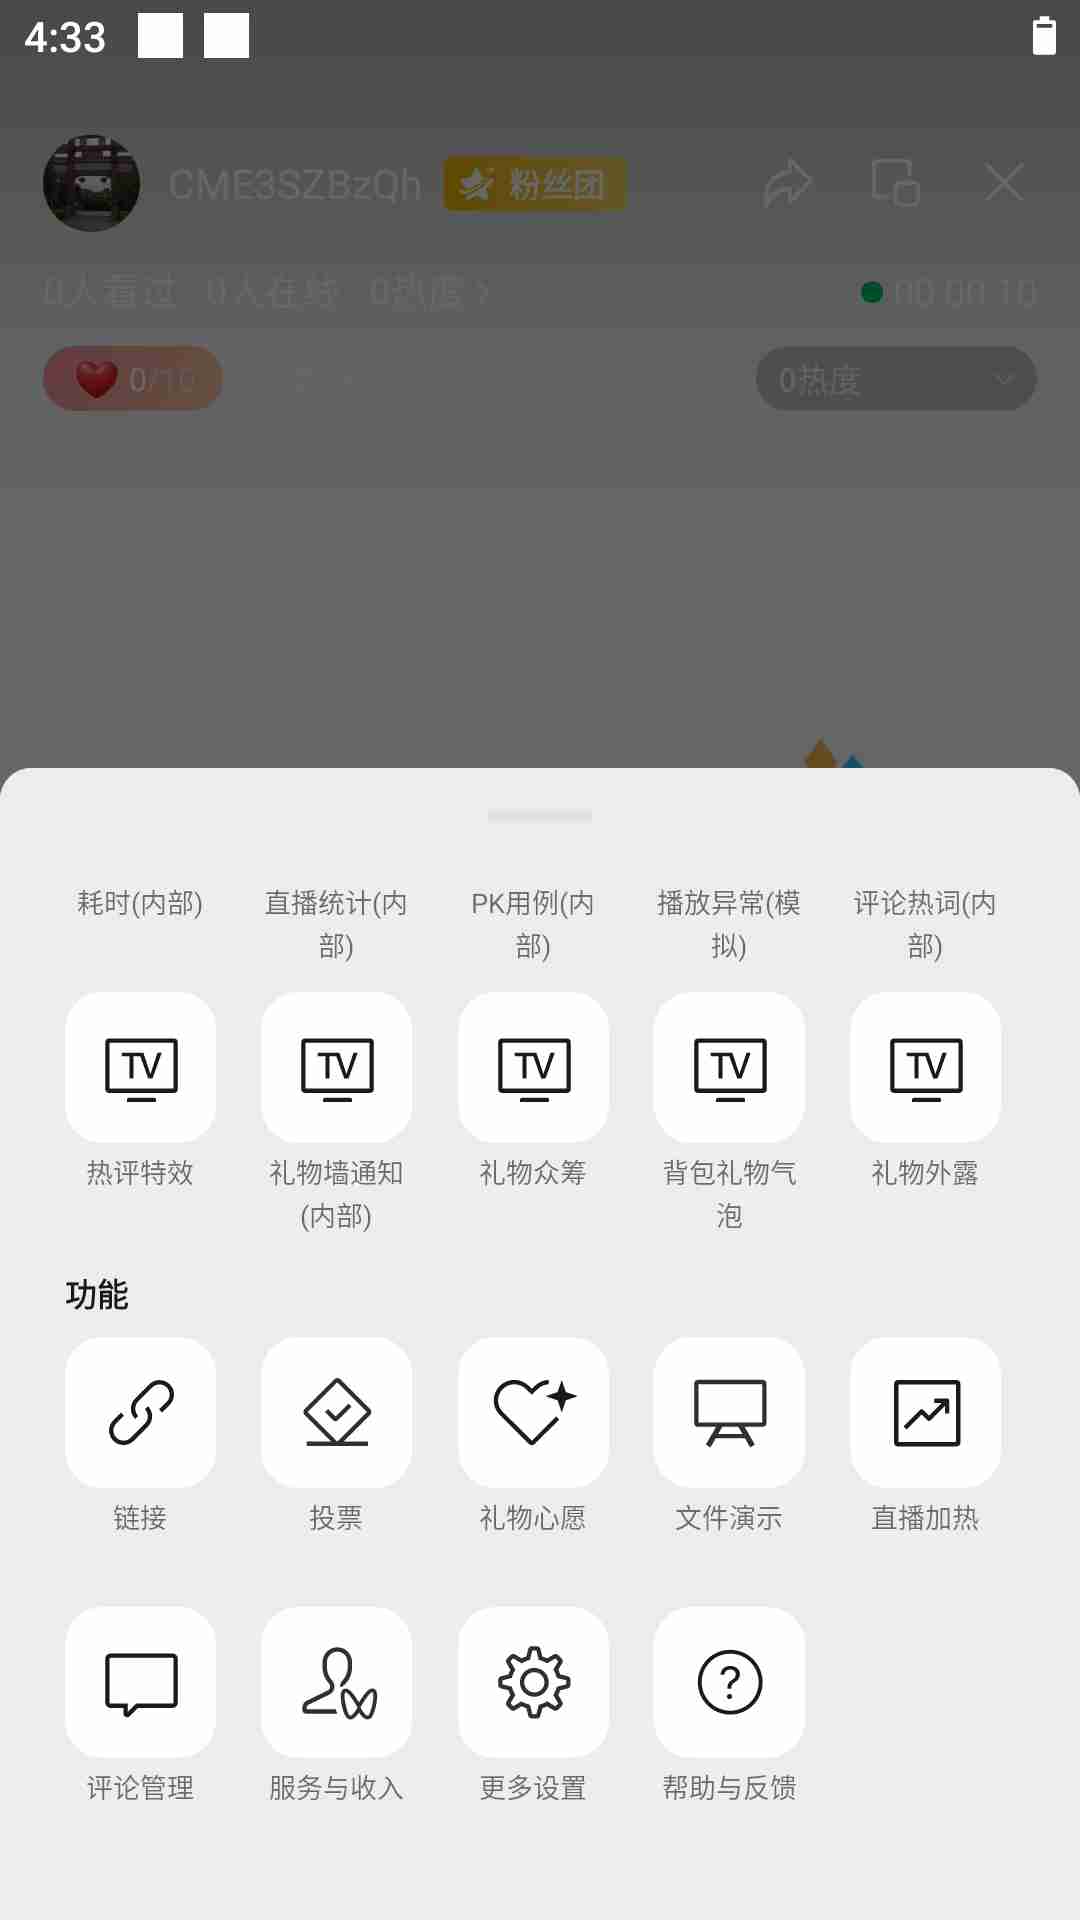 4:33
CME3SZBzQh 粉丝团
0人看过 0人在线 0热度
00:00:10
0/10
0热度
耗时(内部) 直播统计(内部) PK用例(内部) 播放异常(模拟) 评论热词(内部)
TV TV TV TV TV
热评特效 礼物墙通知(内部) 礼物众筹 背包礼物气泡 礼物外露
功能
链接 投票 礼物心愿 文件演示 直播加热
?
评论管理 服务与收入 更多设置 帮助与反馈